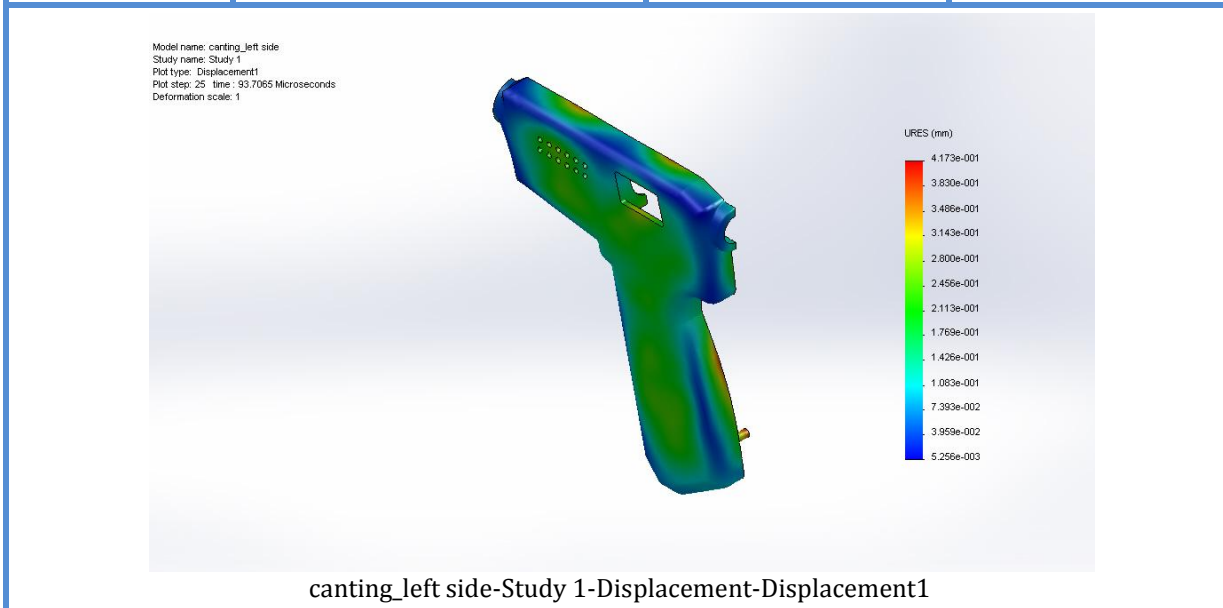 Model name: canting_left side
Study name: Study 1
Plot type: Displacement1
Plot step: 25 time : 93.7065 Microseconds
Deformation scale: 1
URES (mm)
4.173e-001
3.830e-001
3.486e-001
3.143e-001
2.800e-001
2.456e-001
2.113e-001
1.769e-001
1.426e-001
1.083e-001
7.393e-002
3.959e-002
5.256e-003
canting_left side-Study 1-Displacement-Displacement1